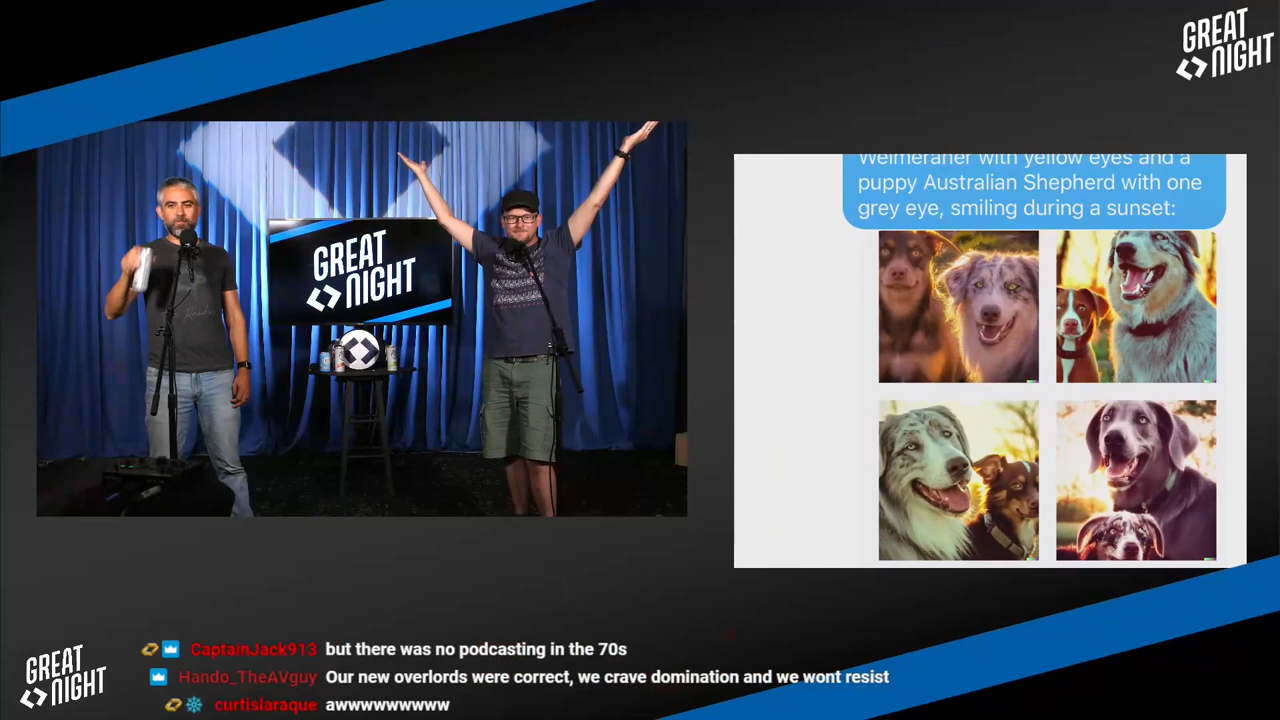 GREAT
NIGHT
Weimeraner with yellow eyes and a
puppy Australian Shepherd with one
grey eye, smiling during a sunset:
GREAT
NIGHT
GREAT
NIGHT
CaptainJack913 but there was no podcasting in the 70s
Hando_TheAVguy Our new overlords were correct, we crave domination and we wont resist
curtislaraque awwwwwwwww